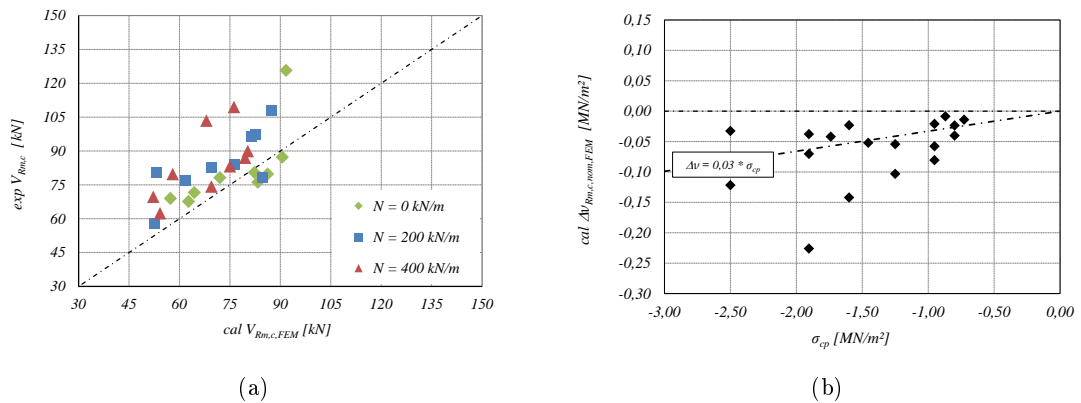 150
135
120
105
90
75
60
45
30
30 45 60 75 90 105 120 135 150
exp V_Rm,c [kN]
cal V_Rm,c,FEM [kN]
N = 0 kN/m
N = 200 kN/m
N = 400 kN/m
(a)
0,15
0,10
0,05
0,00
-0,05
-0,10
-0,15
-0,20
-0,25
-0,30
-3,00 -2,50 -2,00 -1,50 -1,00 -0,50 0,00
cal Δν_Rm,c,nom,FEM [MN/m²]
σ_cp [MN/m²]
Δν = 0,03 * σ_cp
(b)